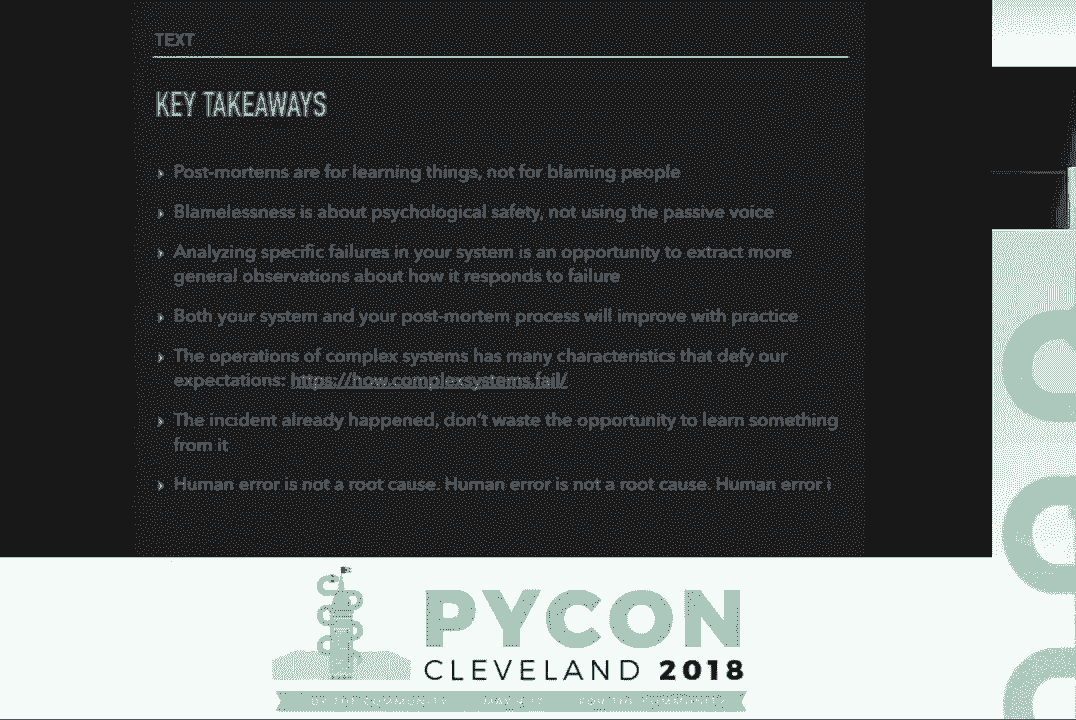 TEXT
KEY TAKEAWAYS
Post-mortems are for learning things, not for blaming people
Blamelessness is about psychological safety, not using the passive voice
Analyzing specific failures in your system is an opportunity to extract more
general observations about how it responds to failure
Both your system and your post-mortem process will improve with practice
The operations of complex systems has many characteristics that defy our
expectations: https://how.complexsystems.fail/
The incident already happened, don't waste the opportunity to learn something
from it
Human error is not a root cause. Human error is not a root cause. Human error i
PYCON
CLEVELAND 2018